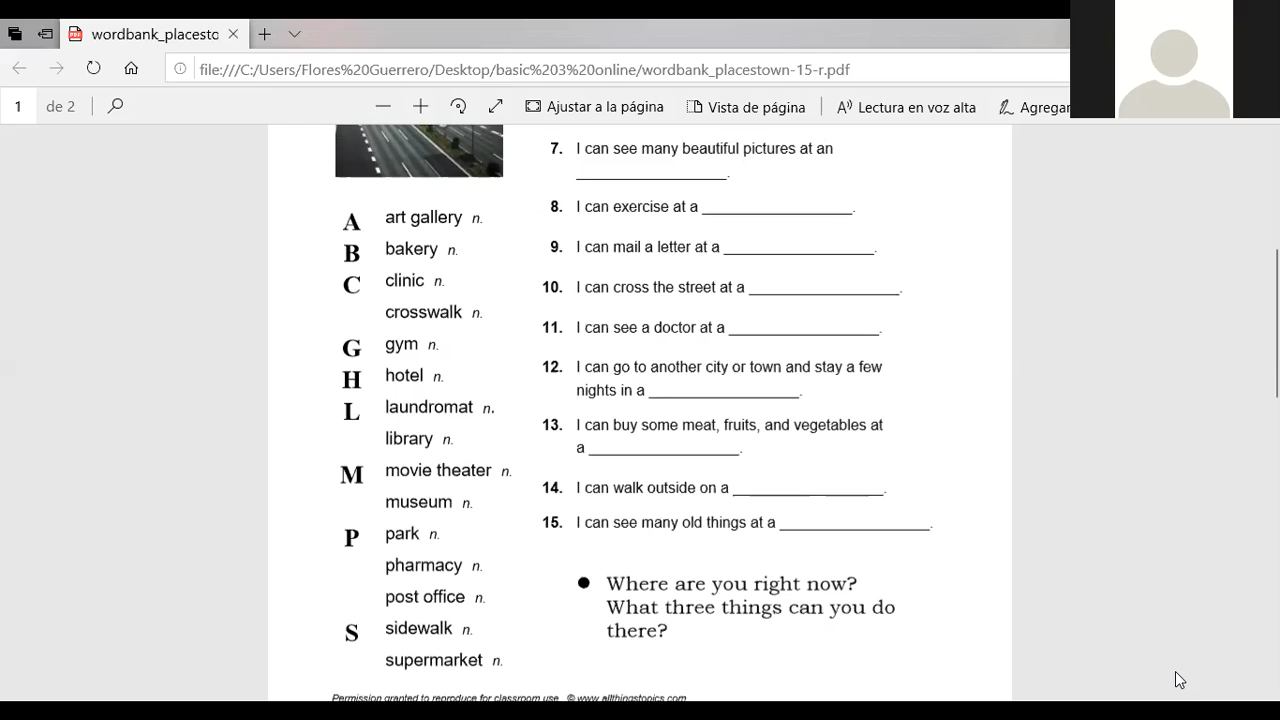 wordbank_placesto
file:///C:/Users/Flores%20Guerrero/Desktop/basic%203%20online/wordbank_placestown-15-r.pdf
1 de 2 Ajustar a la página Vista de página Lectura en voz alta Agregar
A art gallery n.
B bakery n.
C clinic n.
crosswalk n.
G gym n.
H hotel n.
L laundromat n.
library n.
M movie theater n.
museum n.
P park n.
pharmacy n.
post office n.
S sidewalk n.
supermarket n.
7. I can see many beautiful pictures at an
__________________.
8. I can exercise at a __________________.
9. I can mail a letter at a __________________.
10. I can cross the street at a __________________.
11. I can see a doctor at a __________________.
12. I can go to another city or town and stay a few
nights in a __________________.
13. I can buy some meat, fruits, and vegetables at
a __________________.
14. I can walk outside on a __________________.
15. I can see many old things at a __________________.
● Where are you right now?
What three things can you do
there?
Permission granted to reproduce for classroom use. © www.allthingstopics.com